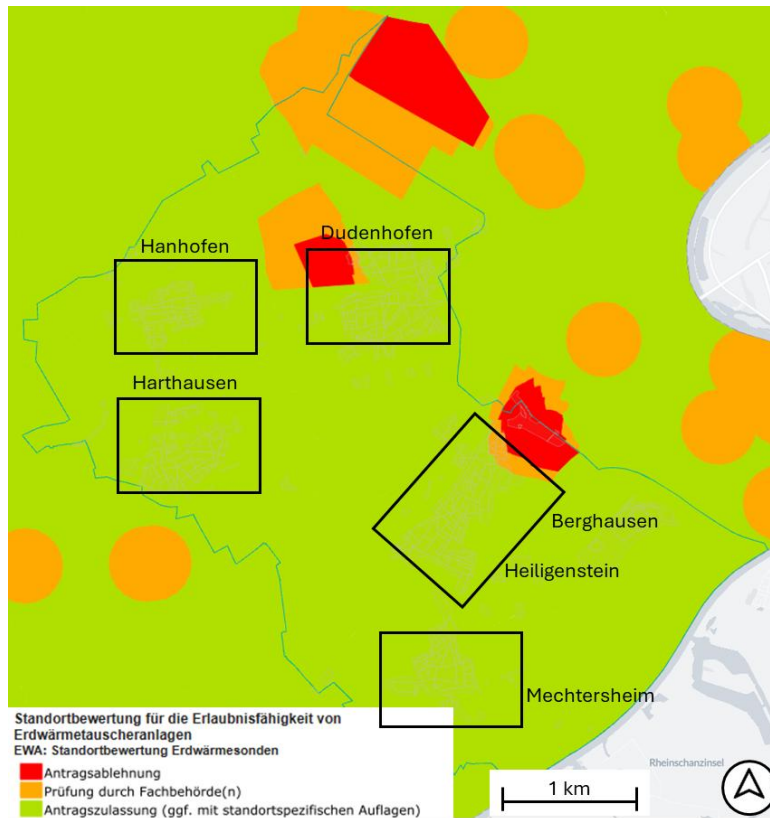 Dudenhofen
Hanhofen
Harthausen
Berghausen
Heiligenstein
Mechtersheim
Standortbewertung für die Erlaubnisfähigkeit von
Erdwärmetauscheranlagen
EWA: Standortbewertung Erdwärmesonden
Antragsablehnung
Prüfung durch Fachbehörde(n)
Antragszulassung (ggf. mit standortspezifischen Auflagen)
Rheinschanzinsel
1 km